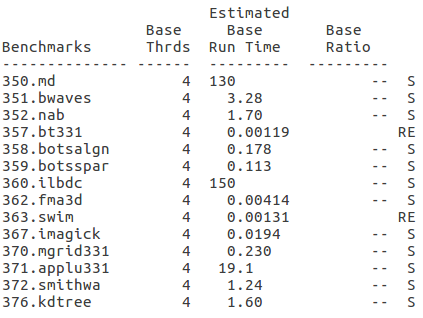 Estimated
                  Base     Base        Base
Benchmarks        Thrds  Run Time      Ratio
-------------- ------  ---------  ---------
350.md              4  130                --  S
351.bwaves          4    3.28             --  S
352.nab             4    1.70             --  S
357.bt331           4    0.00119             RE
358.botsalgn        4    0.178            --  S
359.botsspar        4    0.113            --  S
360.ilbdc           4  150                --  S
362.fma3d           4    0.00414          --  S
363.swim            4    0.00131             RE
367.imagick         4    0.0194           --  S
370.mgrid331        4    0.230            --  S
371.applu331        4   19.1              --  S
372.smithwa         4    1.24             --  S
376.kdtree          4    1.60             --  S